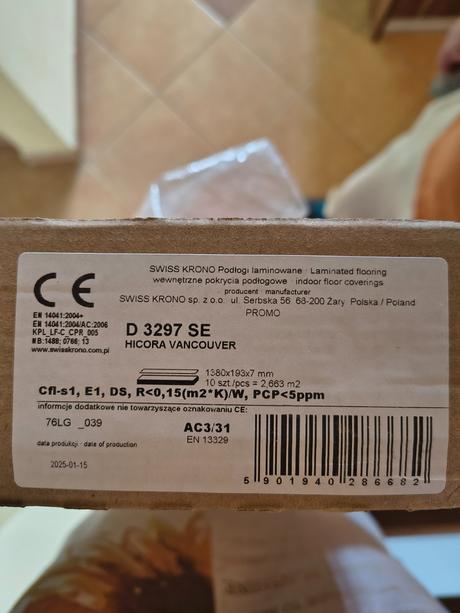 CE
SWISS KRONO Podłogi laminowane · Laminated flooring
wewnętrzne pokrycia podłogowe · indoor floor coverings
producent · manufacturer
SWISS KRONO sp. z o.o. ul. Serbska 56 68-200 Żary Polska / Poland
PROMO
EN 14041:2004+
EN 14041:2004/AC:2006
KPL_LF-C_CPR_005
NB:1488; 0766; 13
www.swisskrono.com.pl
D 3297 SE
HICORA VANCOUVER
1380x193x7 mm
10 szt./pcs = 2,663 m2
Cfl-s1, E1, DS, R<0,15(m2*K)/W, PCP<5ppm
informacje dodatkowe nie towarzyszące oznakowaniu CE:
76LG _039
AC3/31
EN 13329
data produkcji · date of production
2025-01-15
5 901940 286682